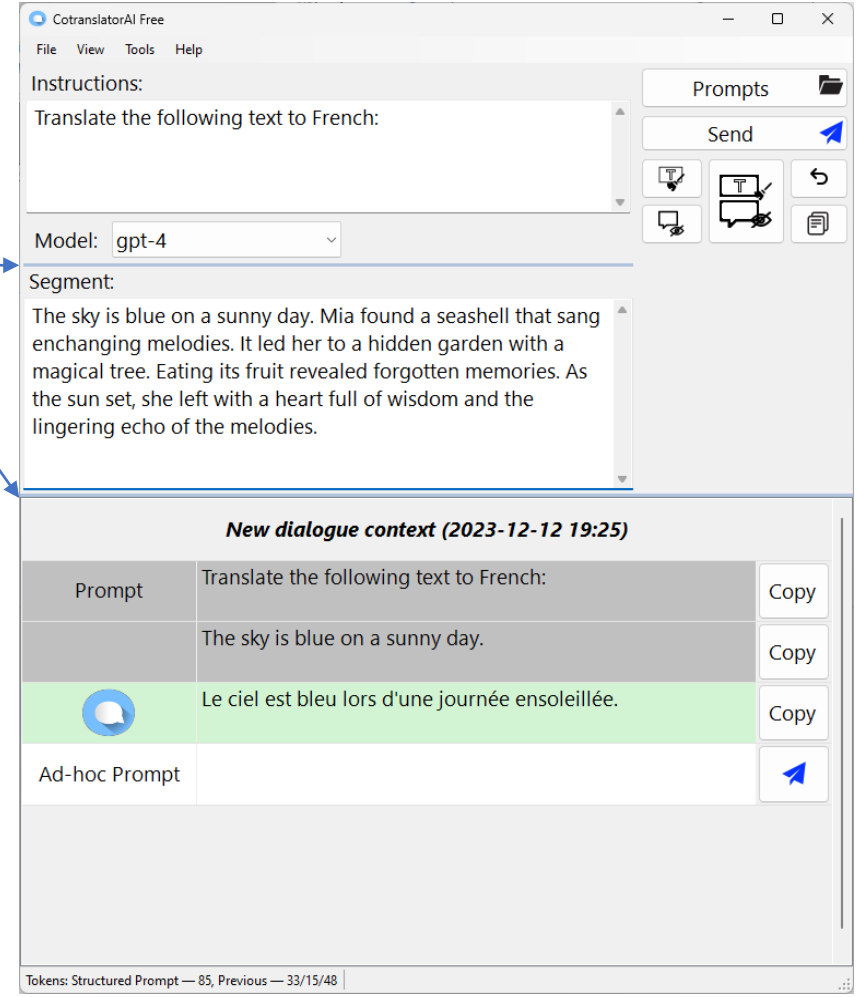 CotranslatorAI Free
File View Tools Help
Instructions:
Translate the following text to French:
Prompts
Send
Model: gpt-4
Segment:
The sky is blue on a sunny day. Mia found a seashell that sang
enchanging melodies. It led her to a hidden garden with a
magical tree. Eating its fruit revealed forgotten memories. As
the sun set, she left with a heart full of wisdom and the
lingering echo of the melodies.
New dialogue context (2023-12-12 19:25)
Prompt
Translate the following text to French:
Copy
The sky is blue on a sunny day.
Copy
Le ciel est bleu lors d'une journée ensoleillée.
Copy
Ad-hoc Prompt
Tokens: Structured Prompt — 85, Previous — 33/15/48